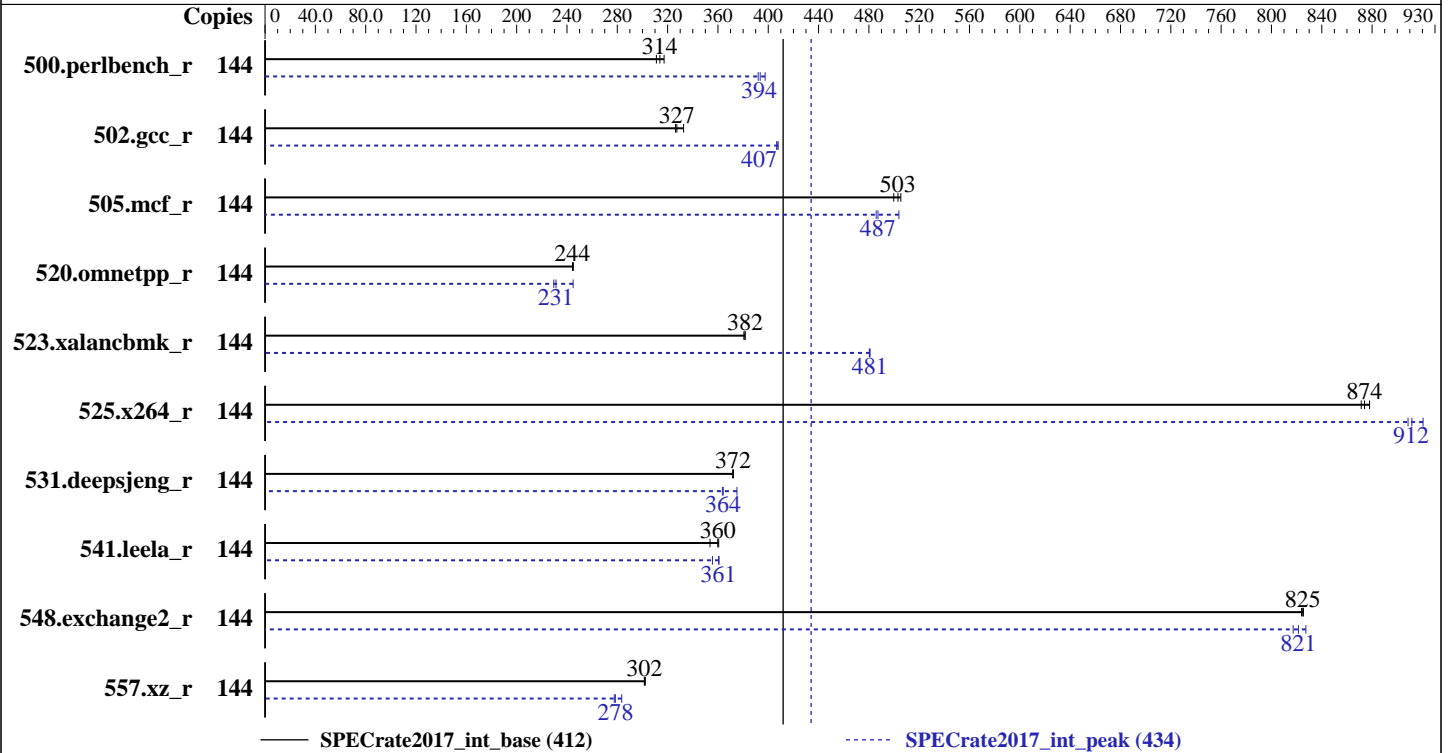 Copies 0 40.0 80.0 120 160 200 240 280 320 360 400 440 480 520 560 600 640 680 720 760 800 840 880 930
314
500.perlbench_r 144
394
327
502.gcc_r 144
407
503
505.mcf_r 144
487
244
520.omnetpp_r 144
231
382
523.xalancbmk_r 144
481
874
525.x264_r 144
912
372
531.deepsjeng_r 144
364
360
541.leela_r 144
361
825
548.exchange2_r 144
821
302
557.xz_r 144
278
SPECrate2017_int_base (412) SPECrate2017_int_peak (434)